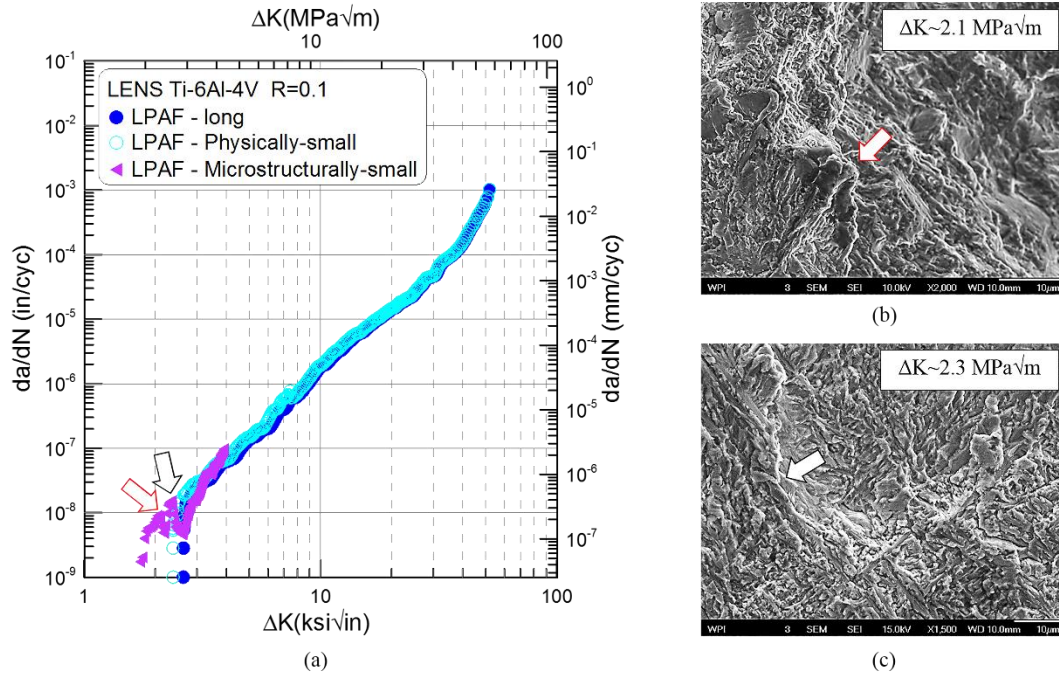 ΔK(MPa√m)
10
100
10⁻¹
10⁻²
10⁻³
10⁻⁴
10⁻⁵
10⁻⁶
10⁻⁷
10⁻⁸
10⁻⁹
da/dN (in/cyc)
LENS Ti-6Al-4V R=0.1
LPAF - long
LPAF - Physically-small
LPAF - Microstructurally-small
10⁰
10⁻¹
10⁻²
10⁻³
10⁻⁴
10⁻⁵
10⁻⁶
10⁻⁷
da/dN (mm/cyc)
1
10
100
ΔK(ksi√in)
(a)
ΔK~2.1 MPa√m
WPI 3 SEM SEI 10.0kV X2,000 WD 10.0mm 10µm
(b)
ΔK~2.3 MPa√m
WPI 3 SEM SEI 15.0kV X1,500 WD 10.0mm 10µm
(c)